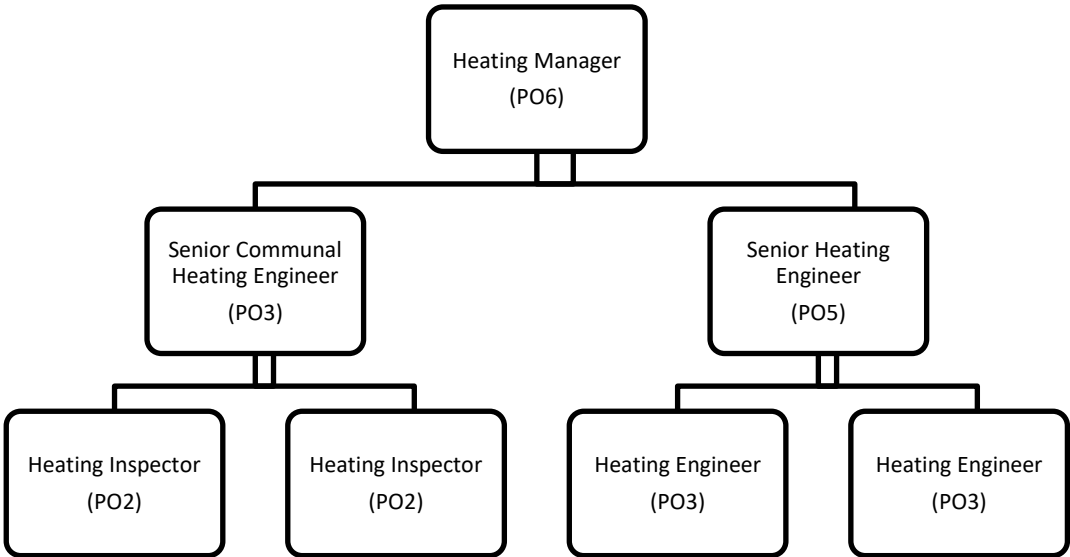 Heating Manager
(PO6)
Senior Communal
Heating Engineer
(PO3)
Senior Heating
Engineer
(PO5)
Heating Inspector
(PO2)
Heating Inspector
(PO2)
Heating Engineer
(PO3)
Heating Engineer
(PO3)